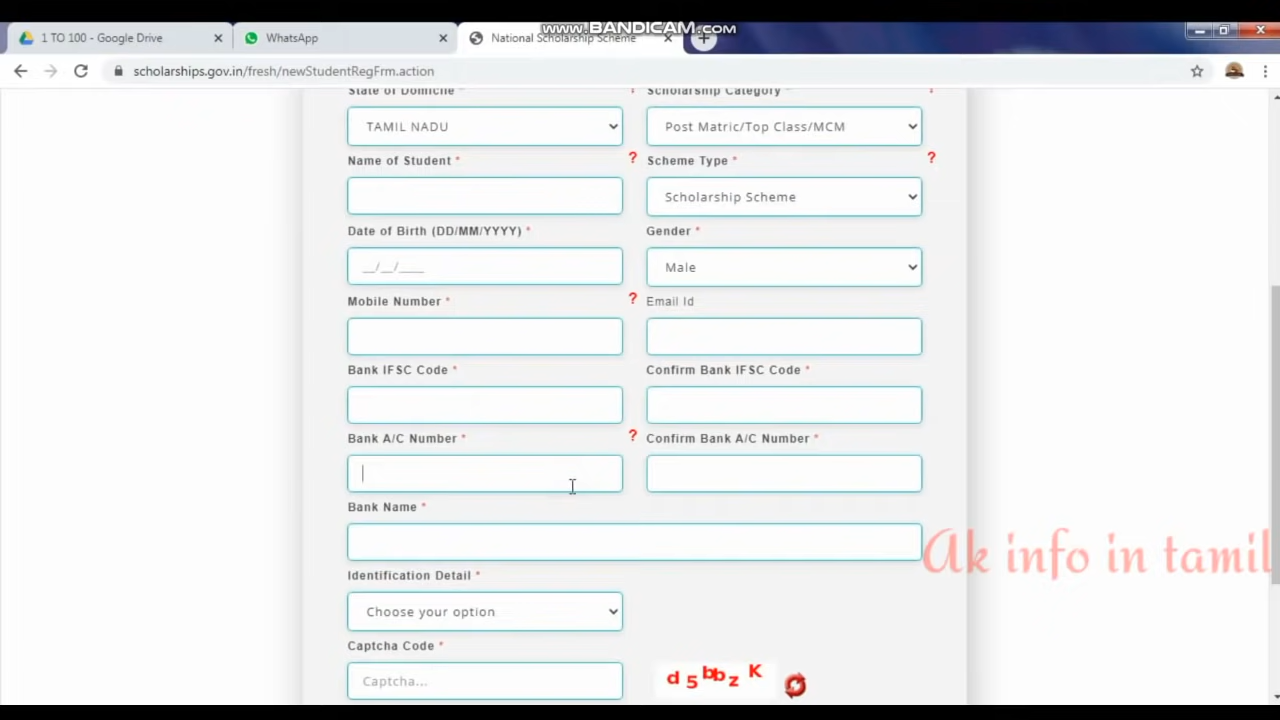 www.BANDICAM.com
1 TO 100 - Google Drive
WhatsApp
National Scholarship Scheme
scholarships.gov.in/fresh/newStudentRegFrm.action
State of Domicile * ?
Scholarship Category * ?
TAMIL NADU
Post Matric/Top Class/MCM
Name of Student * ?
Scheme Type * ?
Scholarship Scheme
Date of Birth (DD/MM/YYYY) *
Gender *
__/__/____
Male
Mobile Number * ?
Email Id
Bank IFSC Code *
Confirm Bank IFSC Code *
Bank A/C Number * ?
Confirm Bank A/C Number *
Bank Name *
Ak info in tamil
Identification Detail *
Choose your option
Captcha Code *
Captcha...
d5bbzK